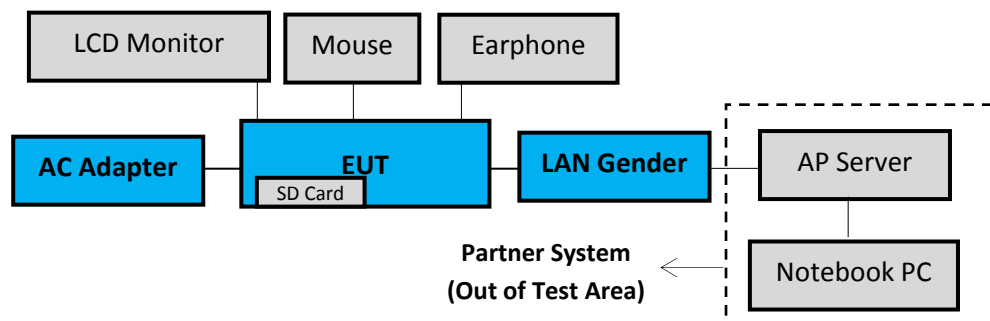 LCD Monitor
Mouse
Earphone
AC Adapter
EUT
SD Card
LAN Gender
AP Server
Notebook PC
Partner System
(Out of Test Area)